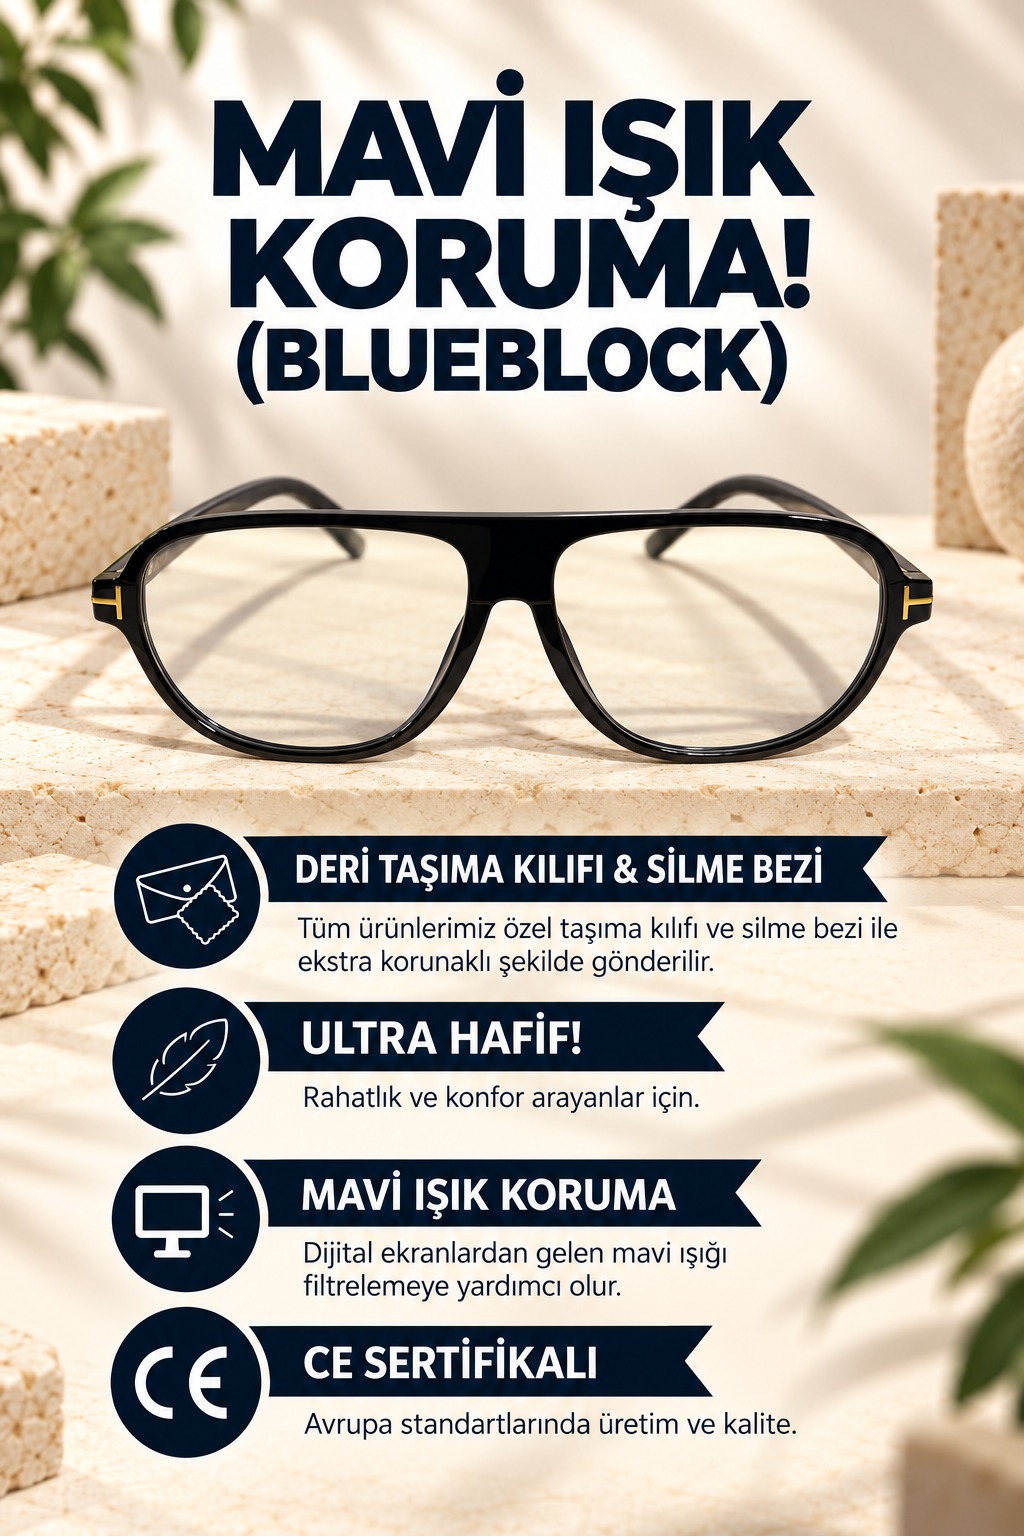 MAVİ IŞIK
KORUMA!
(BLUEBLOCK)
DERİ TAŞIMA KILIFI & SİLME BEZİ
Tüm ürünlerimiz özel taşıma kılıfı ve silme bezi ile
ekstra korunaklı şekilde gönderilir.
ULTRA HAFİF!
Rahatlık ve konfor arayanlar için.
MAVİ IŞIK KORUMA
Dijital ekranlardan gelen mavi ışığı
filtrelemeye yardımcı olur.
CE
CE SERTİFİKALI
Avrupa standartlarında üretim ve kalite.